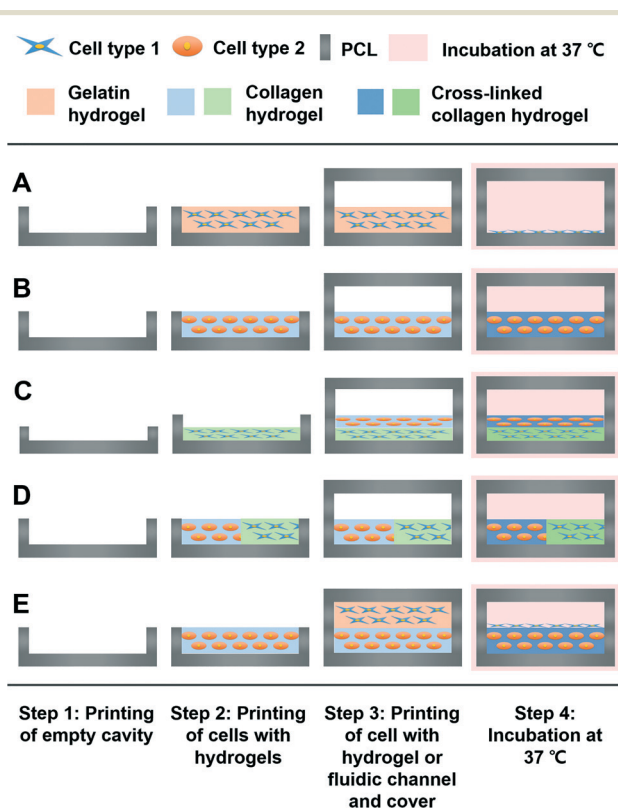 Cell type 1 Cell type 2 PCL Incubation at 37 ℃
Gelatin hydrogel Collagen hydrogel Cross-linked collagen hydrogel
A
B
C
D
E
Step 1: Printing
of empty cavity
Step 2: Printing
of cells with
hydrogels
Step 3: Printing
of cell with
hydrogel or
fluidic channel
and cover
Step 4:
Incubation at
37 ℃